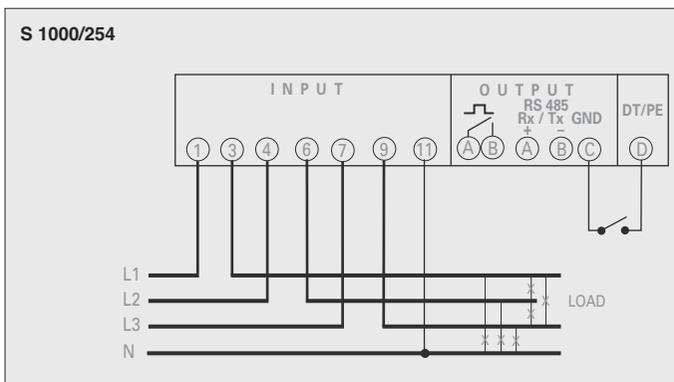 S 1000/254
INPUT
OUTPUT
RS 485
Rx / Tx GND
+ –
DT/PE
1 3 4 6 7 9 11 A B A B C D
L1
L2
LOAD
L3
N